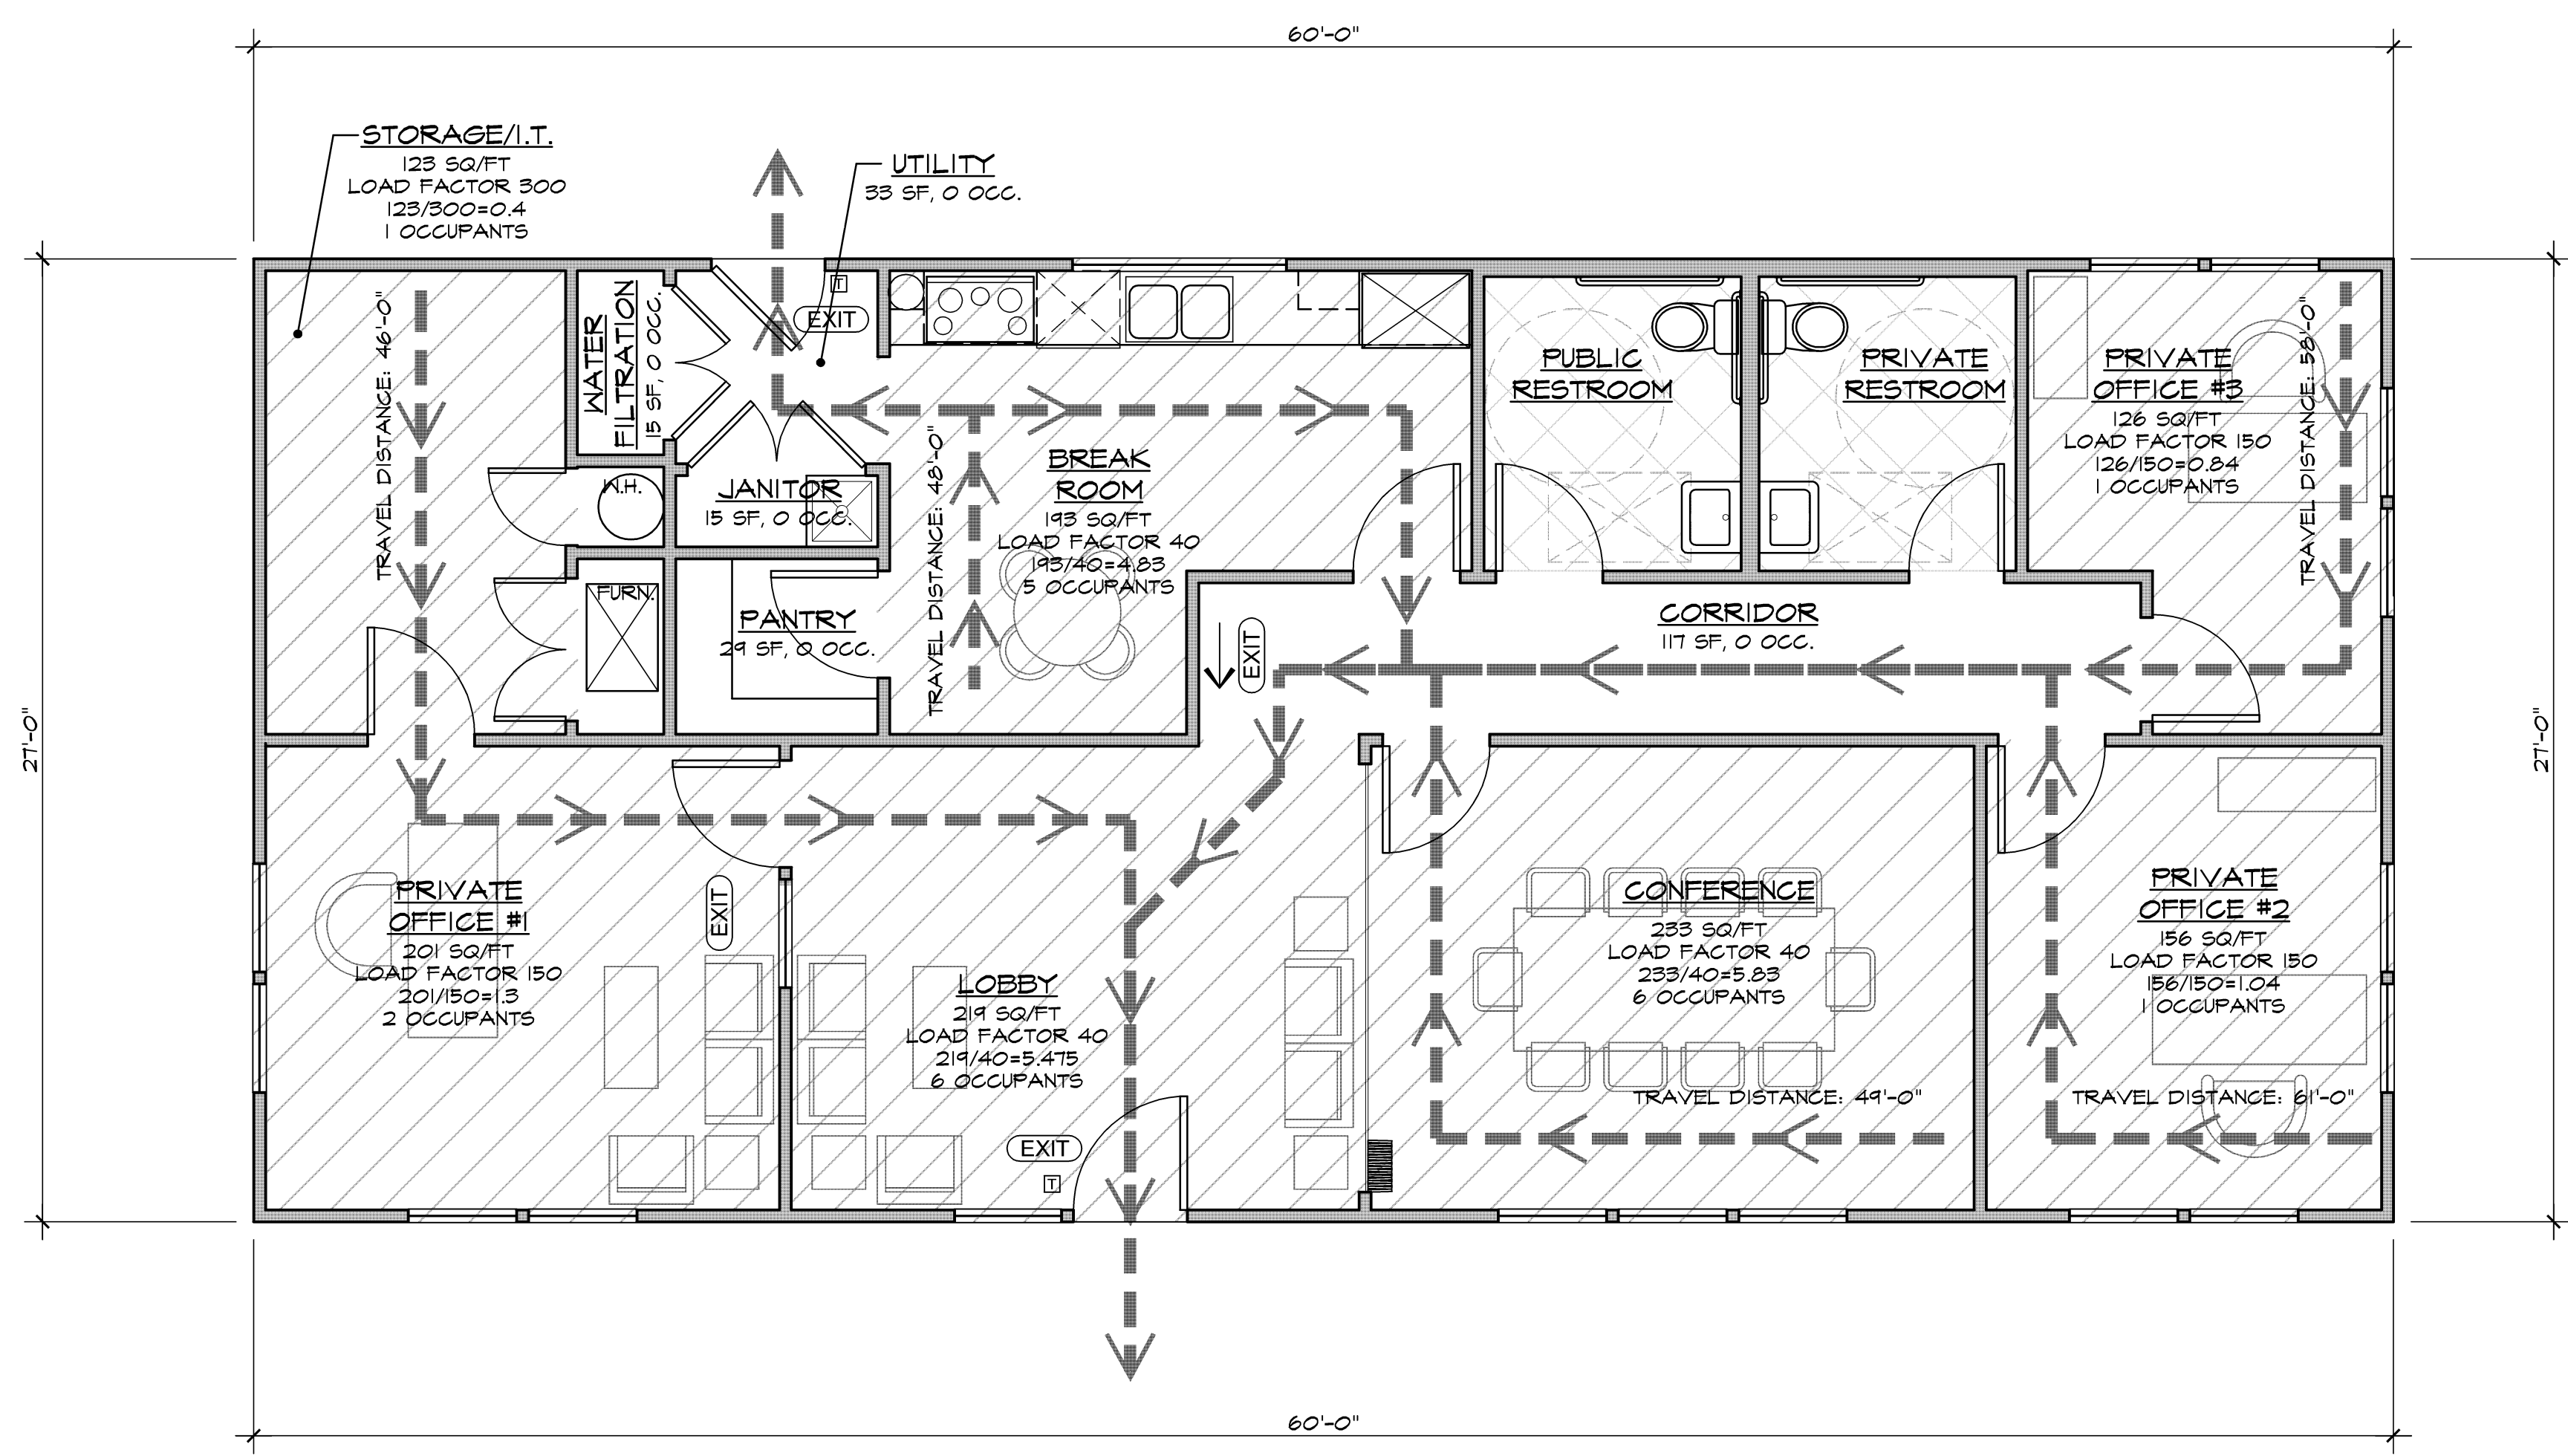 60'-0"
STORAGE/I.T.
123 SQ/FT
LOAD FACTOR 300
123/300=0.4
1 OCCUPANTS
UTILITY
33 SF, 0 OCC.
TRAVEL DISTANCE: 46'-0"
WATER
FILTRATION
15 SF, 0 OCC.
T
EXIT
W.H.
JANITOR
15 SF, 0 OCC.
FURN.
PANTRY
29 SF, 0 OCC.
TRAVEL DISTANCE: 48'-0"
BREAK
ROOM
193 SQ/FT
LOAD FACTOR 40
193/40=4.83
5 OCCUPANTS
PUBLIC
RESTROOM
PRIVATE
RESTROOM
PRIVATE
OFFICE #3
126 SQ/FT
LOAD FACTOR 150
126/150=0.84
1 OCCUPANTS
TRAVEL DISTANCE: 58'-0"
EXIT
CORRIDOR
117 SF, 0 OCC.
27'-0"
27'-0"
PRIVATE
OFFICE #1
201 SQ/FT
LOAD FACTOR 150
201/150=1.3
2 OCCUPANTS
EXIT
LOBBY
219 SQ/FT
LOAD FACTOR 40
219/40=5.475
6 OCCUPANTS
EXIT
T
CONFERENCE
233 SQ/FT
LOAD FACTOR 40
233/40=5.83
6 OCCUPANTS
TRAVEL DISTANCE: 49'-0"
PRIVATE
OFFICE #2
156 SQ/FT
LOAD FACTOR 150
156/150=1.04
1 OCCUPANTS
TRAVEL DISTANCE: 61'-0"
60'-0"